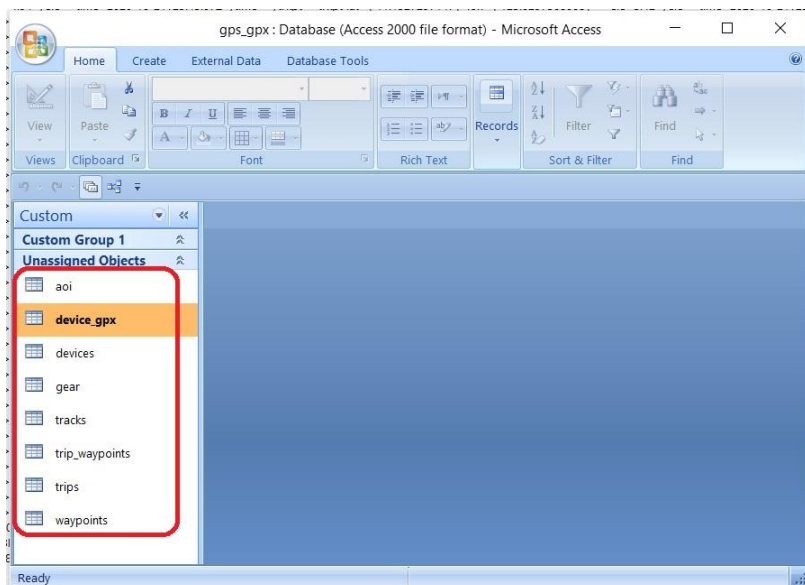 gps_gpx : Database (Access 2000 file format) - Microsoft Access
Home Create External Data Database Tools
View Paste B I U A Records Filter Find
Views Clipboard Font Rich Text Sort & Filter Find
Custom
Custom Group 1
Unassigned Objects
aoi
device_gpx
devices
gear
tracks
trip_waypoints
trips
waypoints
Ready